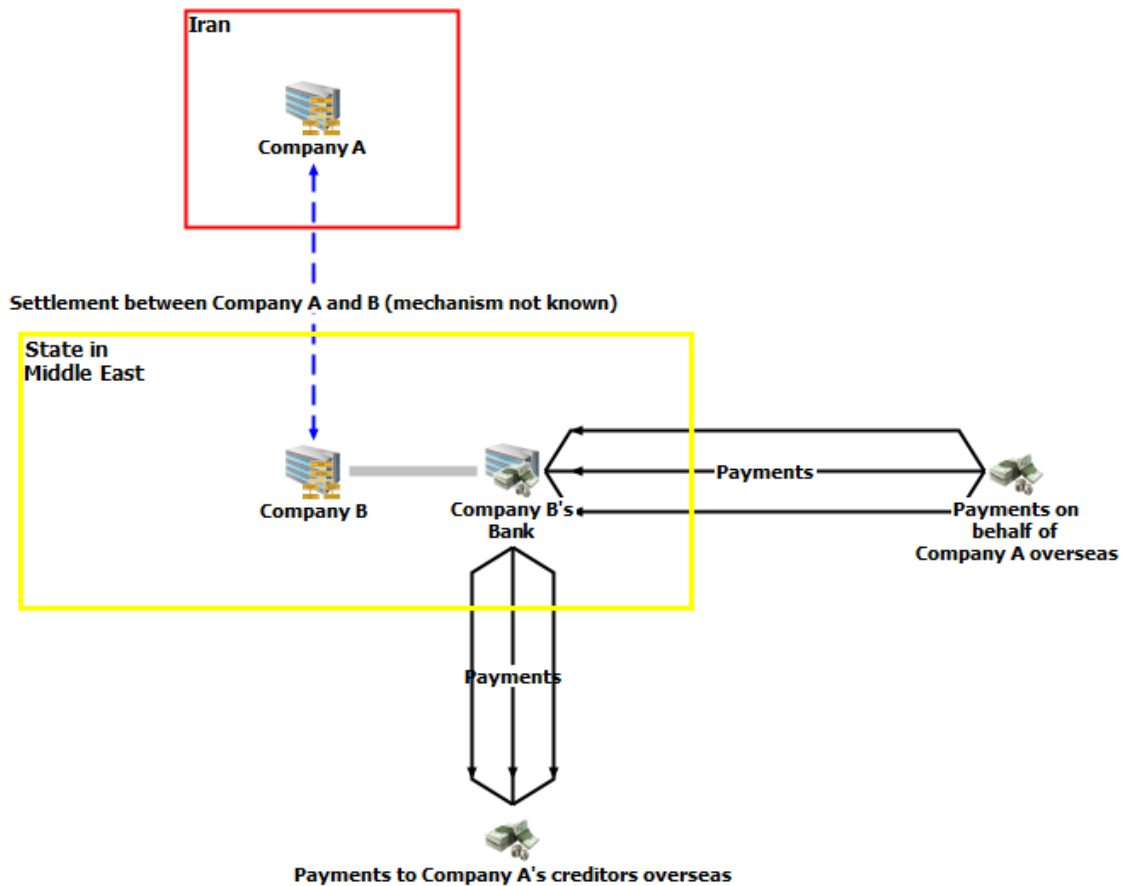 Iran
Company A
Settlement between Company A and B (mechanism not known)
State in
Middle East
Payments
Company B
Company B's
Bank
Payments on
behalf of
Company A overseas
Payments
Payments to Company A's creditors overseas